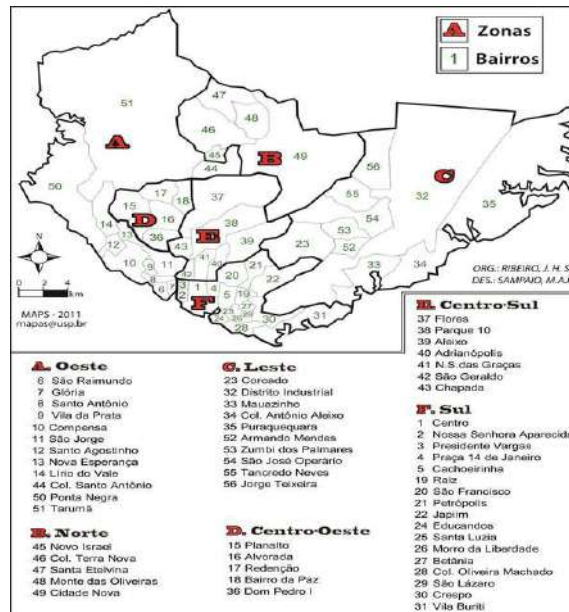 A Zonas
1 Bairros
51
47
48
46
A
45
B
49
44
56
C
50
37
17
15
18
55
32
35
D
16
14
38
54
13
36
E
53
12
43
39
23
52
41
10
11
40
21
33
34
9
42
20
8
22
6
7
3
1
4
2
5
19
F
27
31
30
28
0 2 4
km
ORG.: RIBEIRO, J. H. S
DES.: SAMPAIO, M.A.
MAPS - 2011
mapas@usp.br
A. Oeste
6 São Raimundo
7 Glória
8 Santo Antônio
9 Vila da Prata
10 Compensa
11 São Jorge
12 Santo Agostinho
13 Nova Esperança
14 Lírio do Vale
44 Col. Santo Antônio
50 Ponta Negra
51 Tarumã
B. Norte
45 Novo Israel
46 Col. Terra Nova
47 Santa Etelvina
48 Monte das Oliveiras
49 Cidade Nova
C. Leste
23 Coroado
32 Distrito Industrial
33 Mauazinho
34 Col. Antônio Aleixo
35 Puraquequara
52 Armando Mendes
53 Zumbi dos Palmares
54 São José Operário
55 Tancredo Neves
56 Jorge Teixeira
D. Centro-Oeste
15 Planalto
16 Alvorada
17 Redenção
18 Bairro da Paz
36 Dom Pedro I
E. Centro-Sul
37 Flores
38 Parque 10
39 Aleixo
40 Adrianópolis
41 N.S.das Graças
42 São Geraldo
43 Chapada
F. Sul
1 Centro
2 Nossa Senhora Aparecida
3 Presidente Vargas
4 Praça 14 de Janeiro
5 Cachoeirinha
19 Raiz
20 São Francisco
21 Petrópolis
22 Japiim
24 Educandos
25 Santa Luzia
26 Morro da Liberdade
27 Betânia
28 Col. Oliveira Machado
29 São Lázaro
30 Crespo
31 Vila Buriti